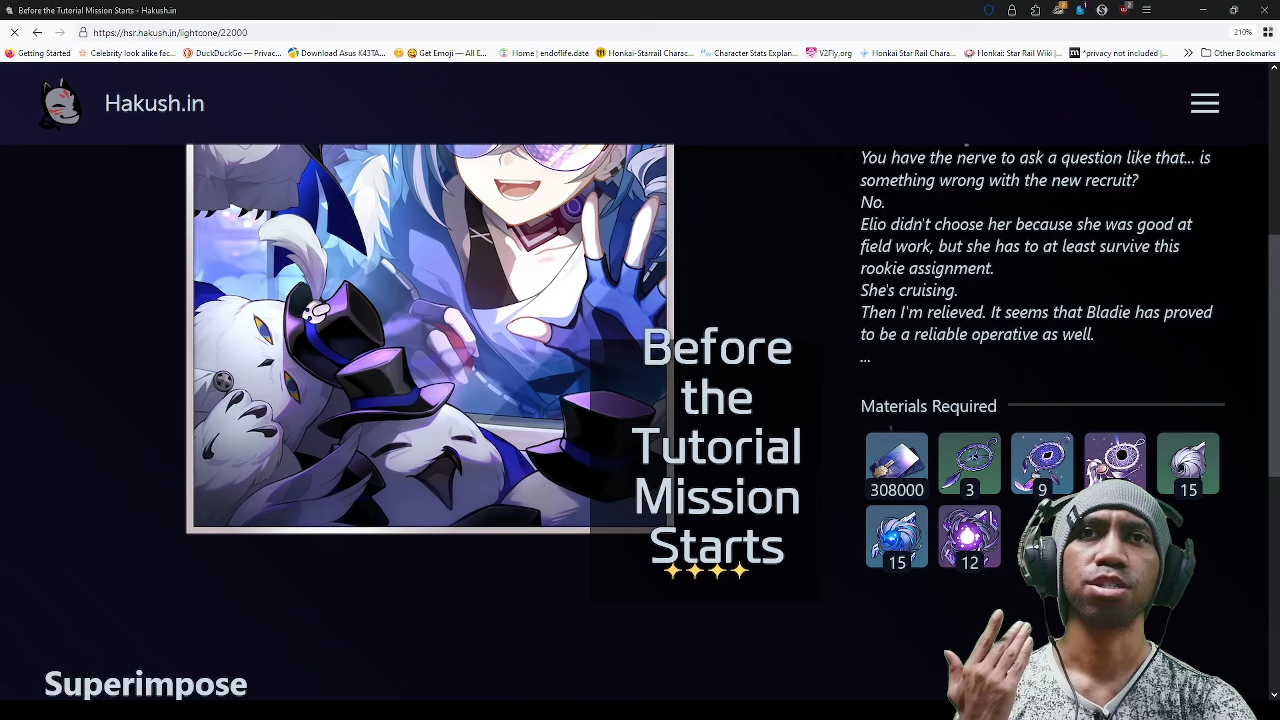 Before the Tutorial Mission Starts - Hakush.in
https://hsr.hakush.in/lightcone/22000
210%
Getting Started
Celebrity look alike fac...
DuckDuckGo — Privac...
Download Asus K43TA...
Get Emoji — All E...
Home | endoflife.date
Honkai-Starrail Charac...
Character Stats Explan...
V2Fly.org
Honkai Star Rail Chara...
Honkai: Star Rail Wiki |...
*privacy not included |...
Other Bookmarks
Hakush.in
You have the nerve to ask a question like that... is
something wrong with the new recruit?
No.
Elio didn't choose her because she was good at
field work, but she has to at least survive this
rookie assignment.
She's cruising.
Then I'm relieved. It seems that Bladie has proved
to be a reliable operative as well.
...
Before
the
Tutorial
Mission
Starts
Materials Required
308000
3
9
15
15
12
Superimpose